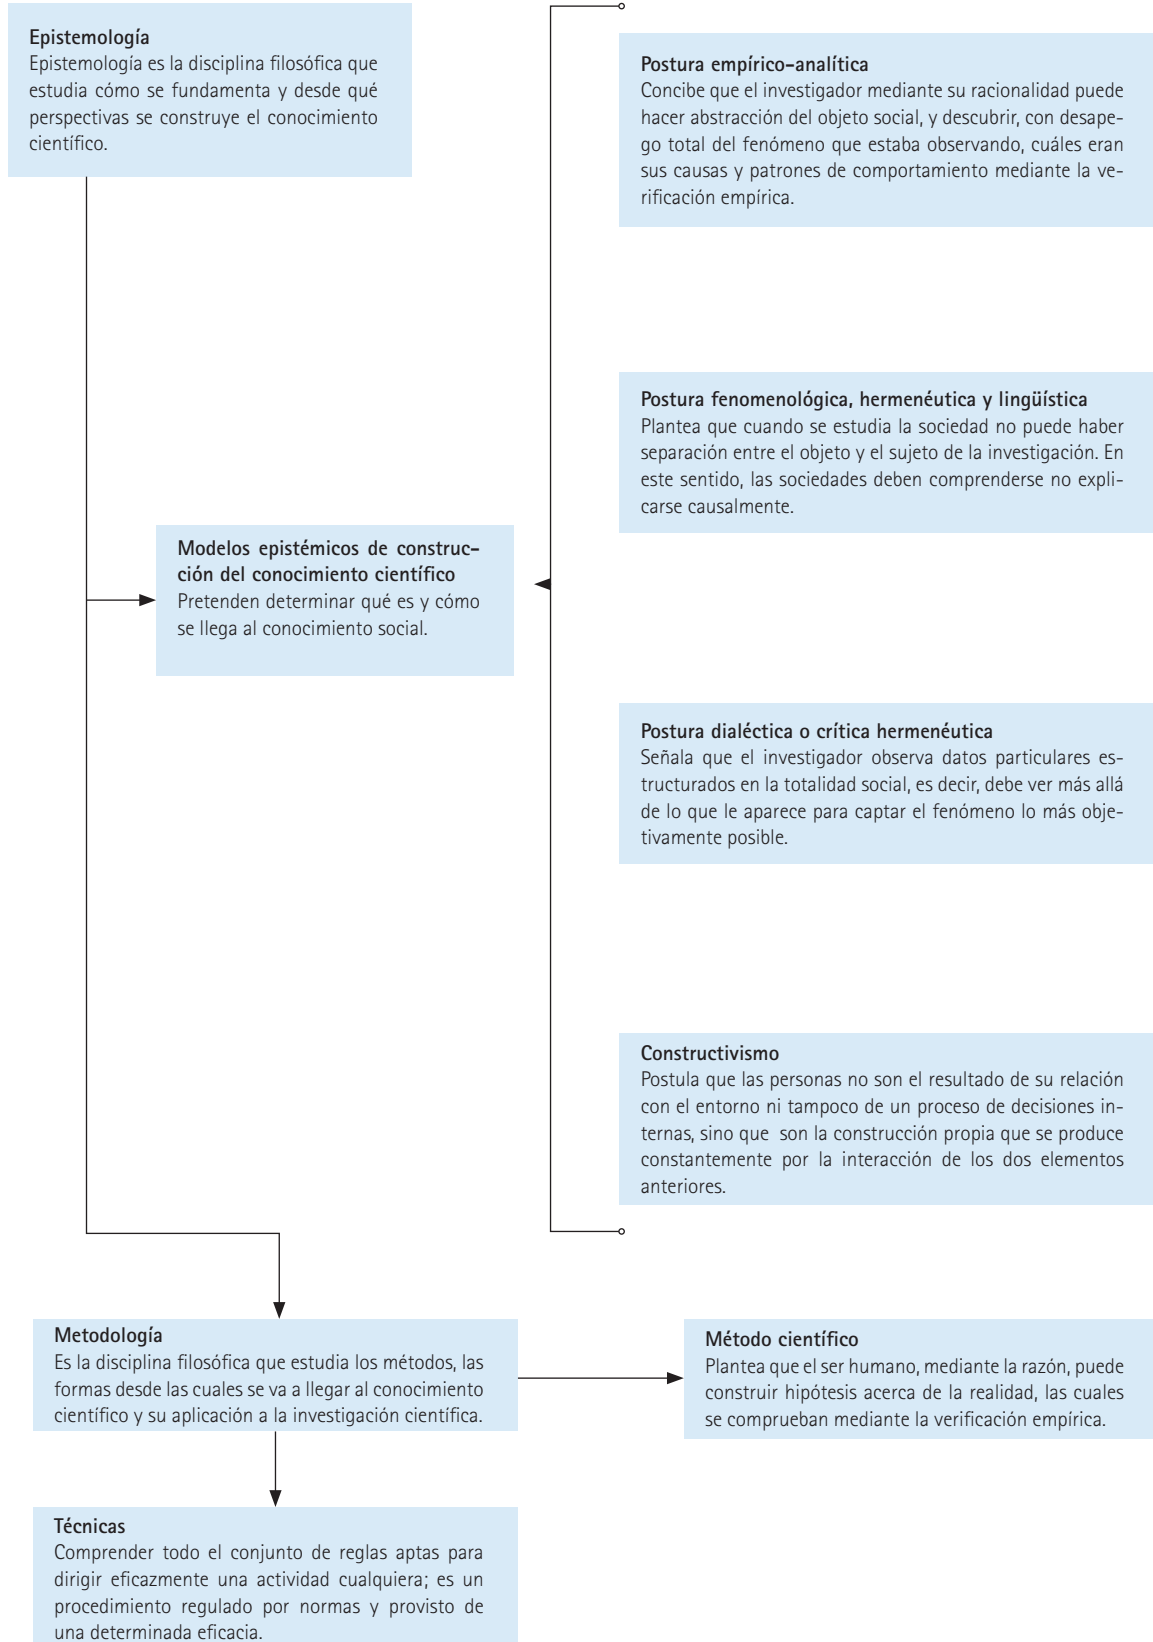 Epistemología
Epistemología es la disciplina filosófica que
estudia cómo se fundamenta y desde qué
perspectivas se construye el conocimiento
científico.
Postura empírico-analítica
Concibe que el investigador mediante su racionalidad puede
hacer abstracción del objeto social, y descubrir, con desape-
go total del fenómeno que estaba observando, cuáles eran
sus causas y patrones de comportamiento mediante la ve-
rificación empírica.
Postura fenomenológica, hermenéutica y lingüística
Plantea que cuando se estudia la sociedad no puede haber
separación entre el objeto y el sujeto de la investigación. En
este sentido, las sociedades deben comprenderse no expli-
carse causalmente.
Modelos epistémicos de construc-
ción del conocimiento científico
Pretenden determinar qué es y cómo
se llega al conocimiento social.
Postura dialéctica o crítica hermenéutica
Señala que el investigador observa datos particulares es-
tructurados en la totalidad social, es decir, debe ver más allá
de lo que le aparece para captar el fenómeno lo más obje-
tivamente posible.
Constructivismo
Postula que las personas no son el resultado de su relación
con el entorno ni tampoco de un proceso de decisiones in-
ternas, sino que son la construcción propia que se produce
constantemente por la interacción de los dos elementos
anteriores.
Metodología
Es la disciplina filosófica que estudia los métodos, las
formas desde las cuales se va a llegar al conocimiento
científico y su aplicación a la investigación científica.
Método científico
Plantea que el ser humano, mediante la razón, puede
construir hipótesis acerca de la realidad, las cuales
se comprueban mediante la verificación empírica.
Técnicas
Comprender todo el conjunto de reglas aptas para
dirigir eficazmente una actividad cualquiera; es un
procedimiento regulado por normas y provisto de
una determinada eficacia.